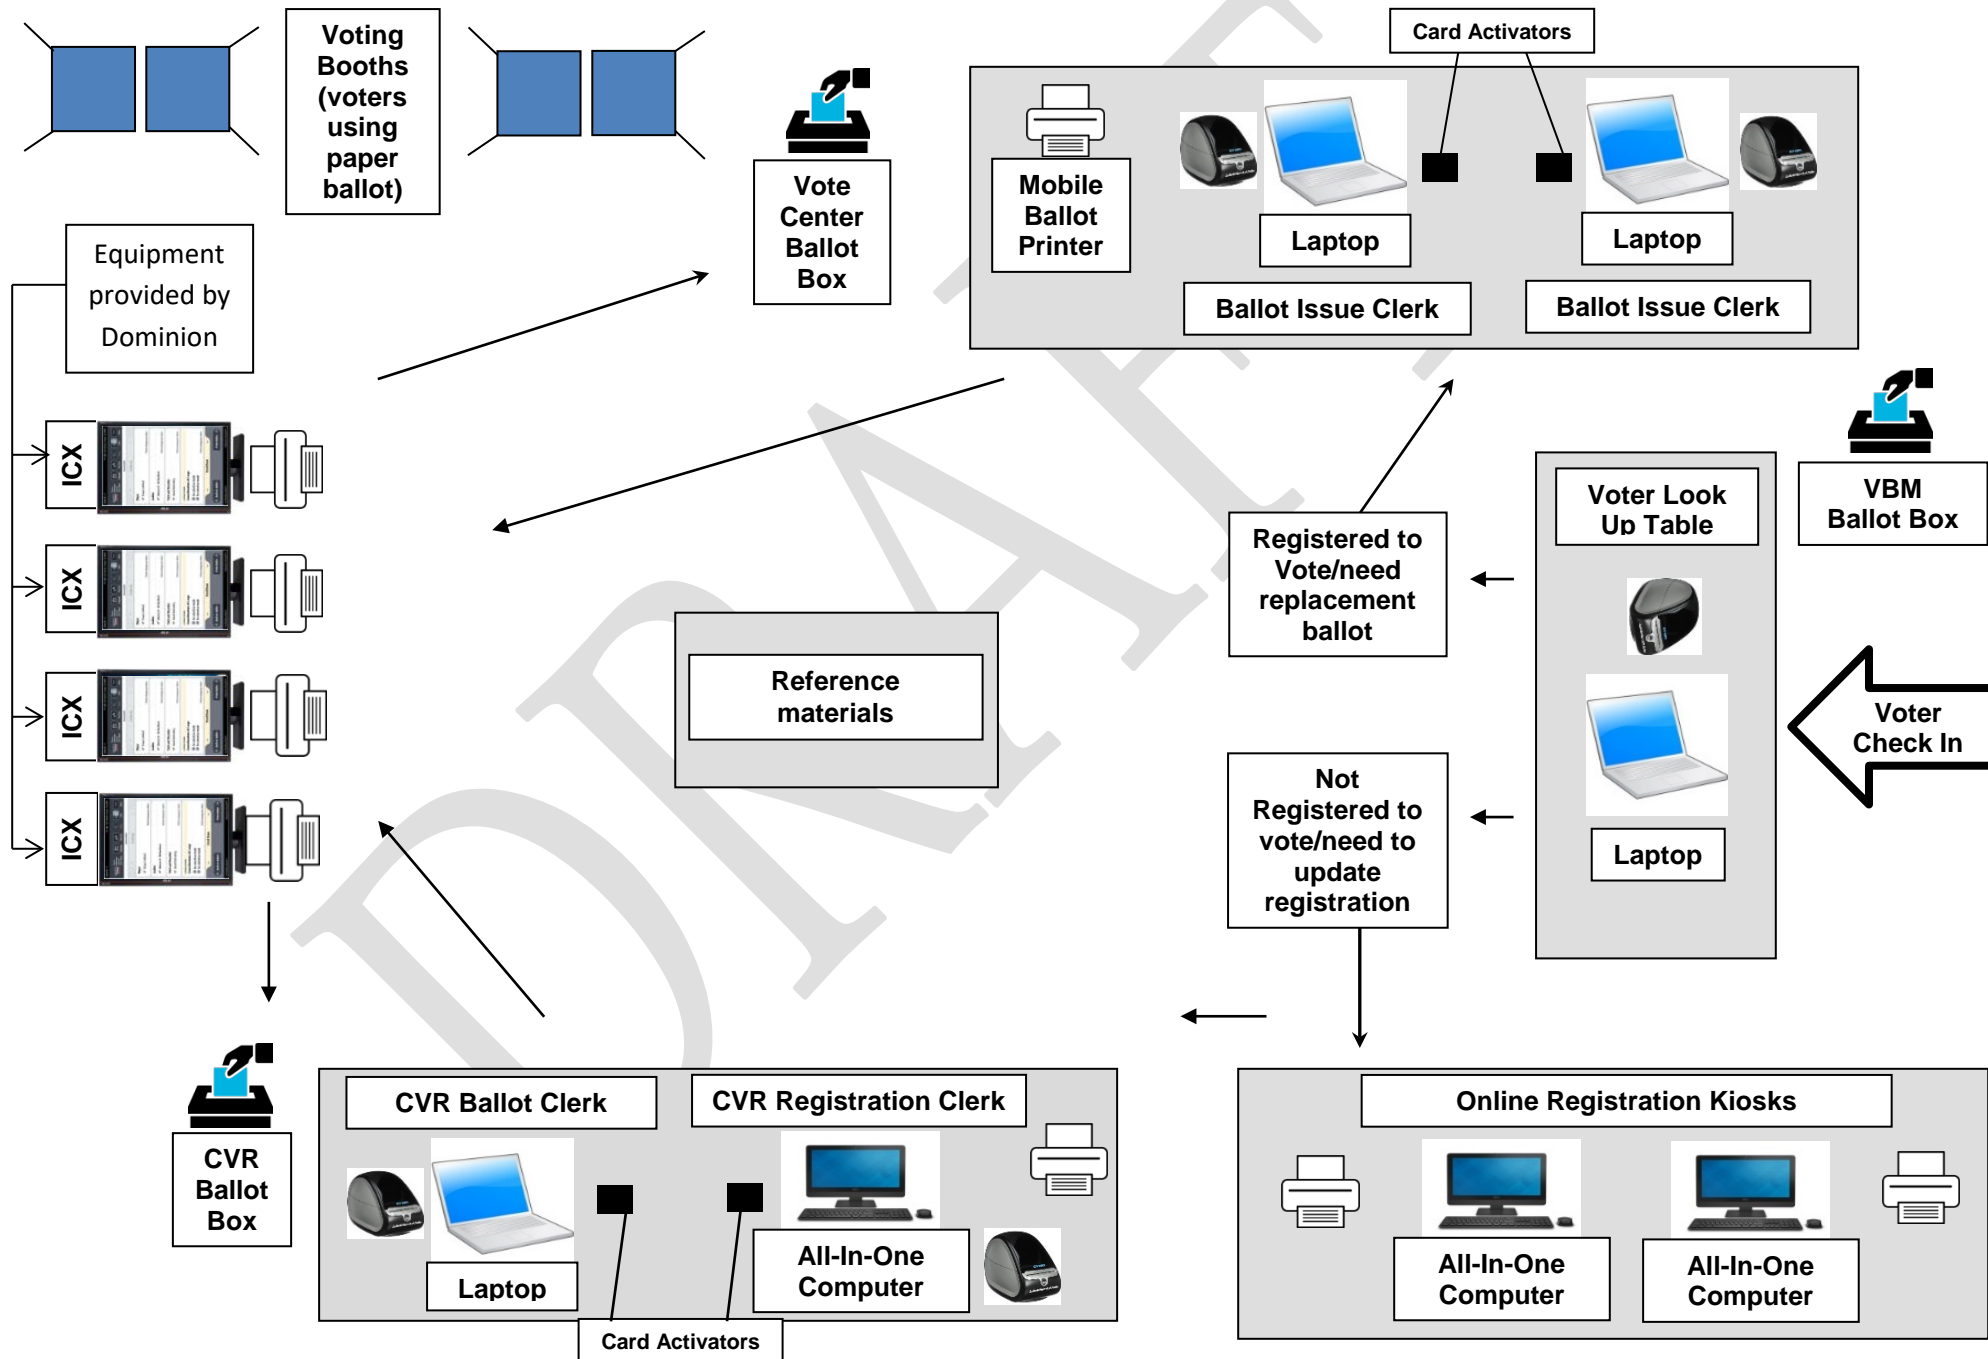 Voting
Booths
(voters
using
paper
ballot)
Card Activators
Vote
Center
Ballot
Box
Mobile
Ballot
Printer
Laptop
Laptop
Ballot Issue Clerk
Ballot Issue Clerk
Equipment
provided by
Dominion
ICX
ICX
ICX
ICX
VBM
Ballot Box
Voter Look
Up Table
Registered to
Vote/need
replacement
ballot
Reference
materials
Voter
Check In
Not
Registered to
vote/need to
update
registration
Laptop
CVR
Ballot
Box
CVR Ballot Clerk
CVR Registration Clerk
Laptop
All-In-One
Computer
Card Activators
Online Registration Kiosks
All-In-One
Computer
All-In-One
Computer
DRAFT